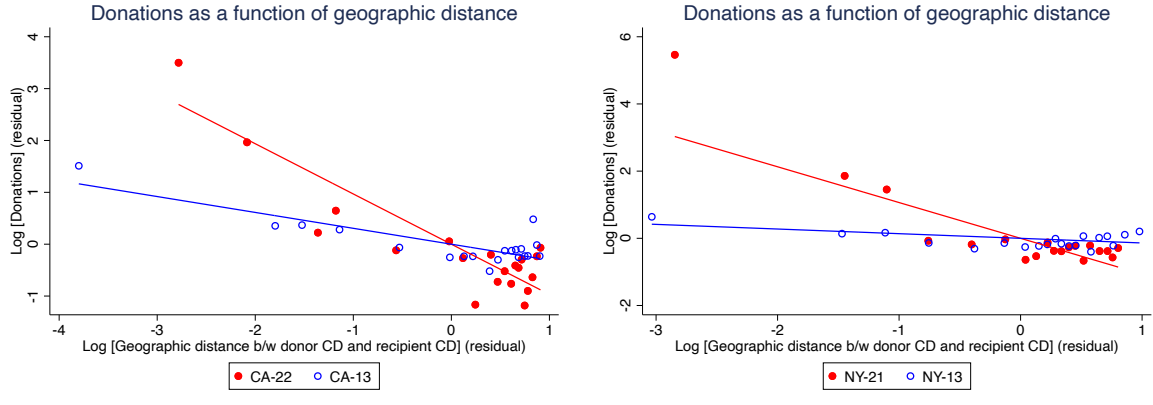 Donations as a function of geographic distance
Log [Donations] (residual)
4
3
2
1
0
-1
-4
-3
-2
-1
0
1
Log [Geographic distance b/w donor CD and recipient CD] (residual)
CA-22
CA-13
Donations as a function of geographic distance
Log [Donations] (residual)
6
4
2
0
-2
-3
-2
-1
0
1
Log [Geographic distance b/w donor CD and recipient CD] (residual)
NY-21
NY-13